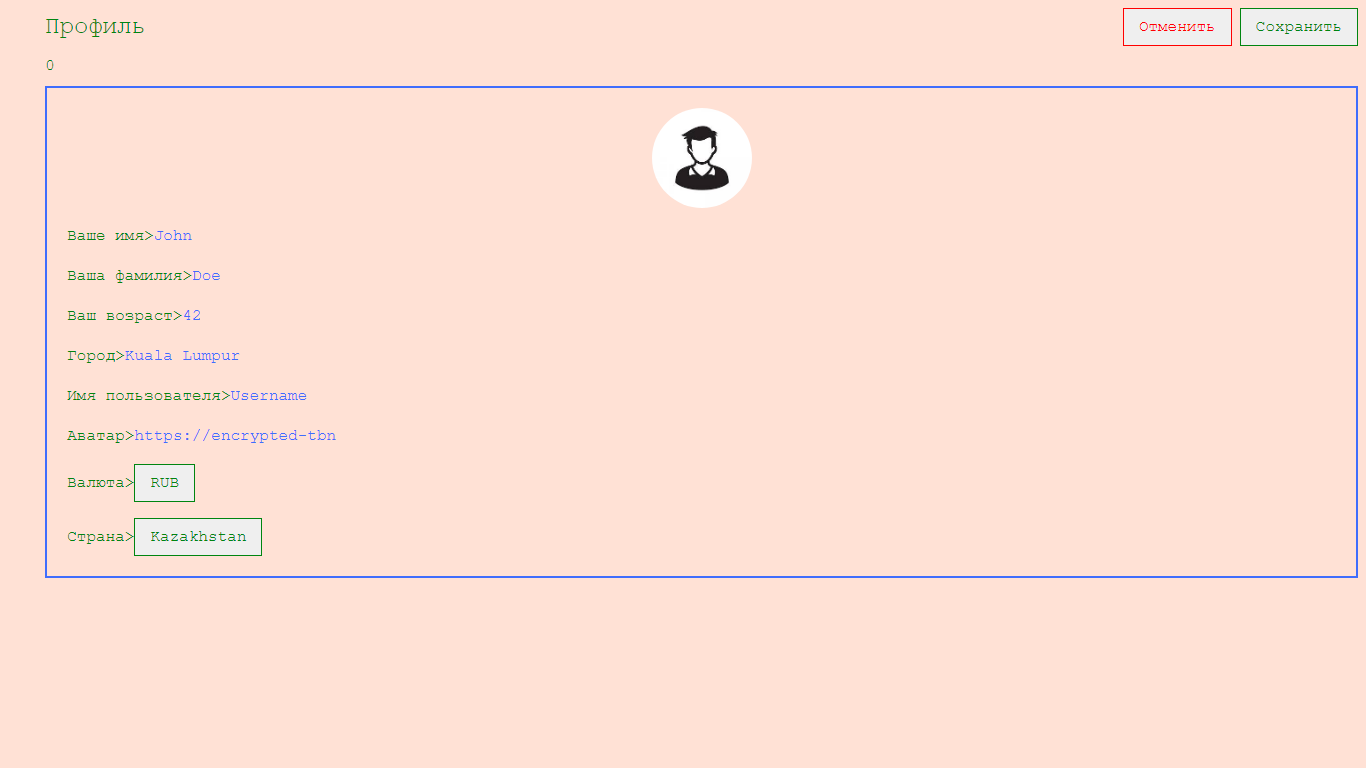 Профиль
Отменить
Сохранить
0
Ваше имя>John
Ваша фамилия>Doe
Ваш возраст>42
Город>Kuala Lumpur
Имя пользователя>Username
Аватар>https://encrypted-tbn
Валюта>RUB
Страна>Kazakhstan